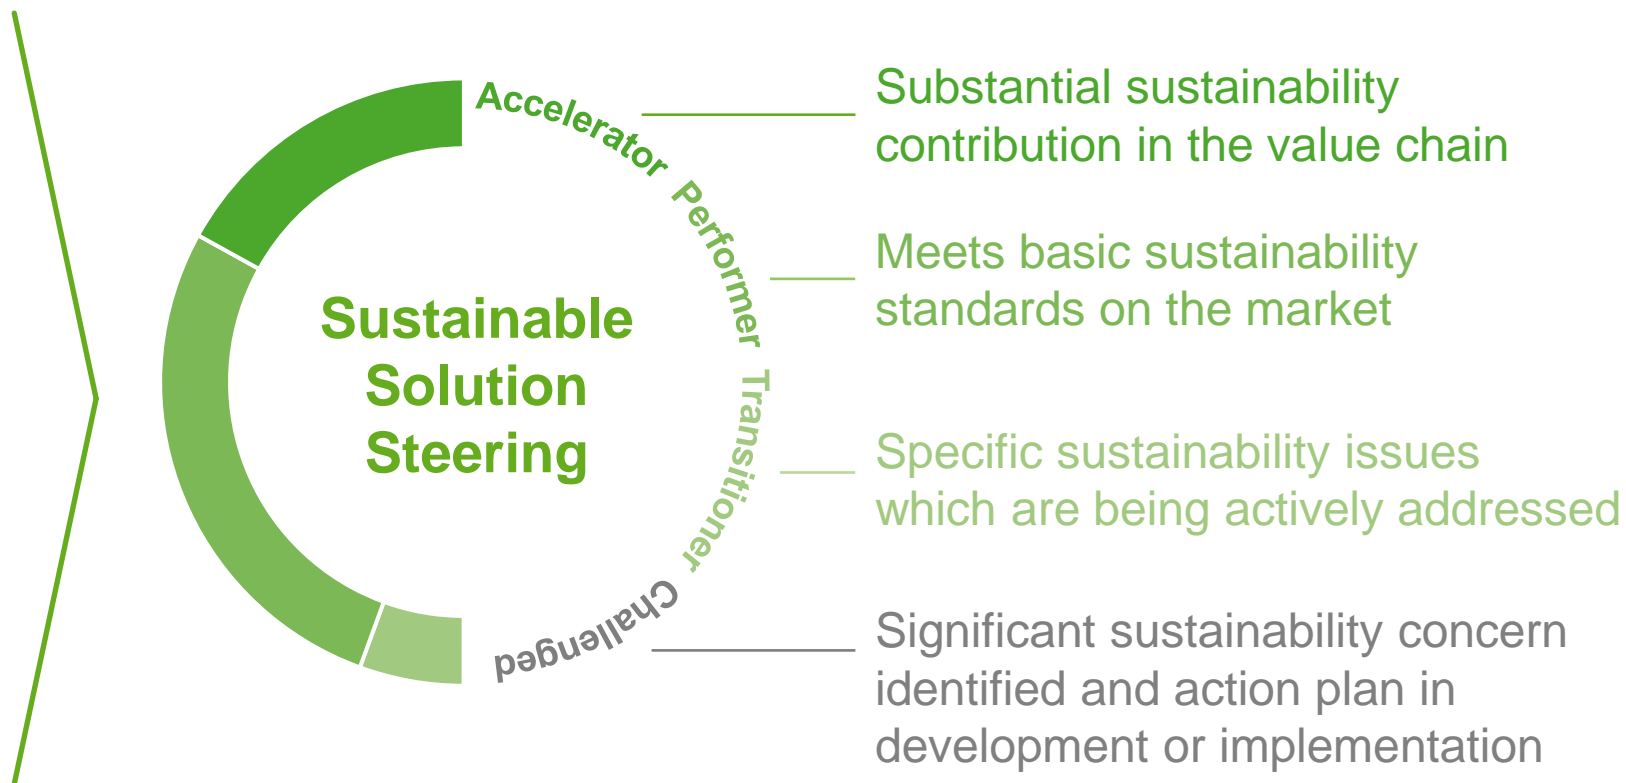 Sustainable
Solution
Steering
Accelerator
Substantial sustainability
contribution in the value chain
Performer
Meets basic sustainability
standards on the market
Transitioner
Specific sustainability issues
which are being actively addressed
Challenged
Significant sustainability concern
identified and action plan in
development or implementation